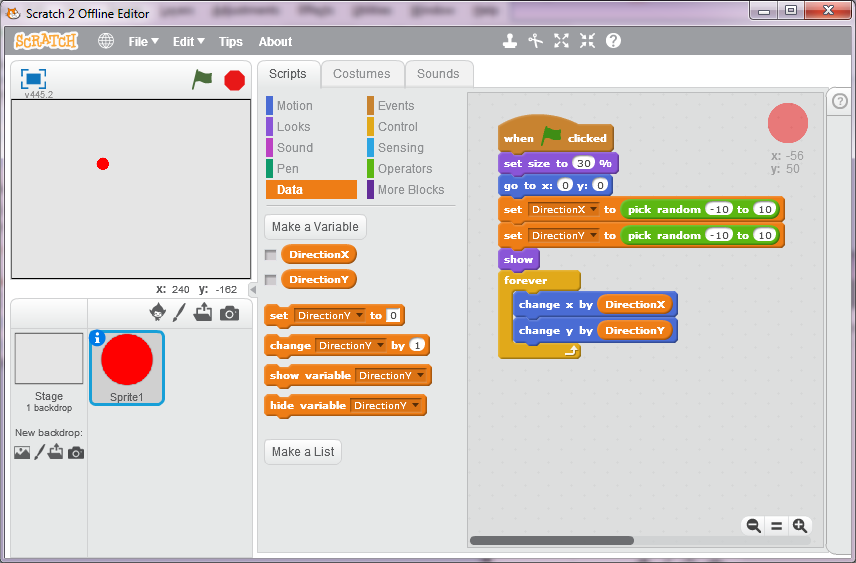 Scratch 2 Offline Editor
SCRATCH File Edit Tips About
v445.2
x: 240 y: -162
Stage
1 backdrop
New backdrop:
Sprite1
Scripts Costumes Sounds
Motion Events
Looks Control
Sound Sensing
Pen Operators
Data More Blocks
Make a Variable
DirectionX
DirectionY
set DirectionY to 0
change DirectionY by 1
show variable DirectionY
hide variable DirectionY
Make a List
when clicked
set size to 30 %
go to x: 0 y: 0
set DirectionX to pick random -10 to 10
set DirectionY to pick random -10 to 10
show
forever
change x by DirectionX
change y by DirectionY
x: -56
y: 50